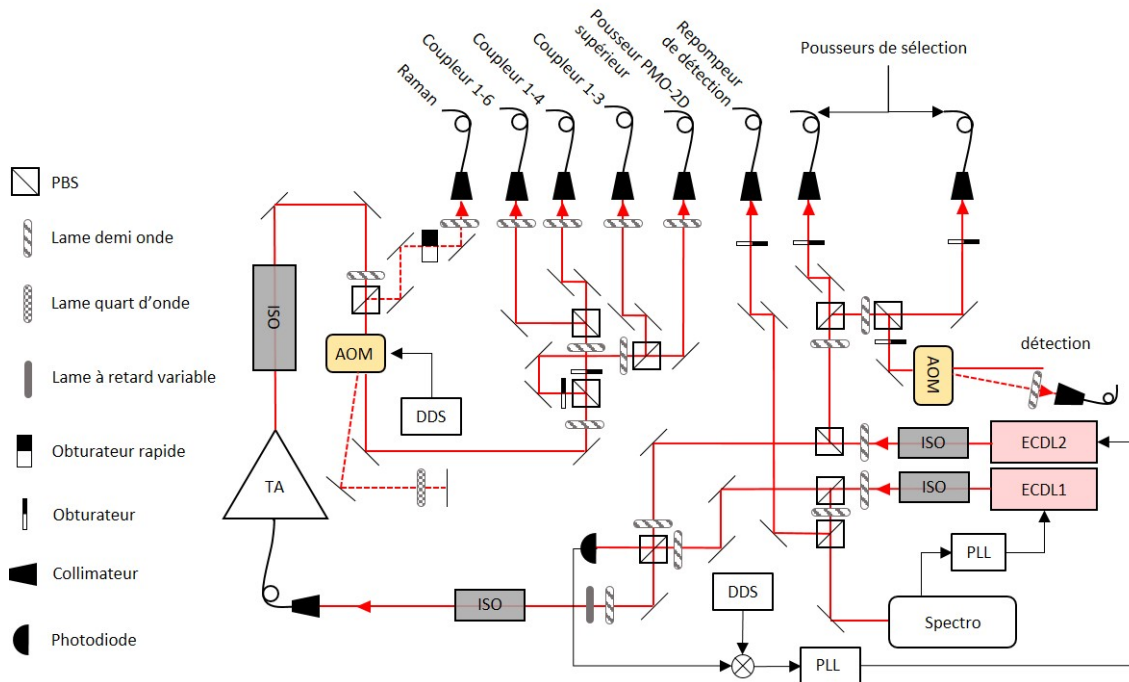 Raman
Coupleur 1-6
Coupleur 1-4
Coupleur 1-3
Pousseur PMO-2D
supérieur
Repompeur
de détection
Pousseurs de sélection
PBS
Lame demi onde
Lame quart d'onde
Lame à retard variable
Obturateur rapide
Obturateur
Collimateur
Photodiode
ISO
AOM
DDS
TA
AOM
détection
ISO
ECDL2
ISO
ECDL1
PLL
DDS
ISO
Spectro
PLL